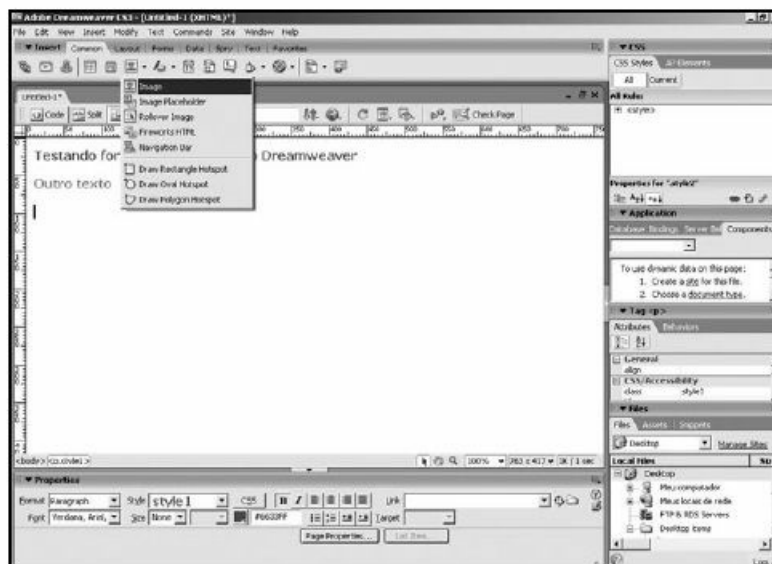 Adobe Dreamweaver CS3 - [Untitled-1 (XHTML)*]
File Edit View Insert Modify Text Commands Site Window Help
Insert Common Layout Forms Data Spry Text Favorites
Untitled-1*
Code Split
Check Page
Image
Image Placeholder
Rollover Image
Fireworks HTML
Navigation Bar
Draw Rectangle Hotspot
Draw Oval Hotspot
Draw Polygon Hotspot
Testando for Dreamweaver
Outro texto
<body>
100% 1 sec
Properties
Format Paragraph Style style1 CSS B I Link
Font Verdana, Arial, Size None #6633FF Target
Page Properties... List Item...
CSS
CSS Styles AP Elements
All Current
All Rules
<style>
Properties for ".style2"
Application
Databases Bindings Components
To use dynamic data on this page:
1. Create a site for this file.
2. Choose a document type.
Tag <p>
Attributes Behaviors
General
align
CSS/Accessibility
class style1
Files
Files Assets Snippets
Desktop Manage Sites
Local Files
Desktop
Meu computador
Meus locais de rede
FTP & RDS Servers
Desktop items